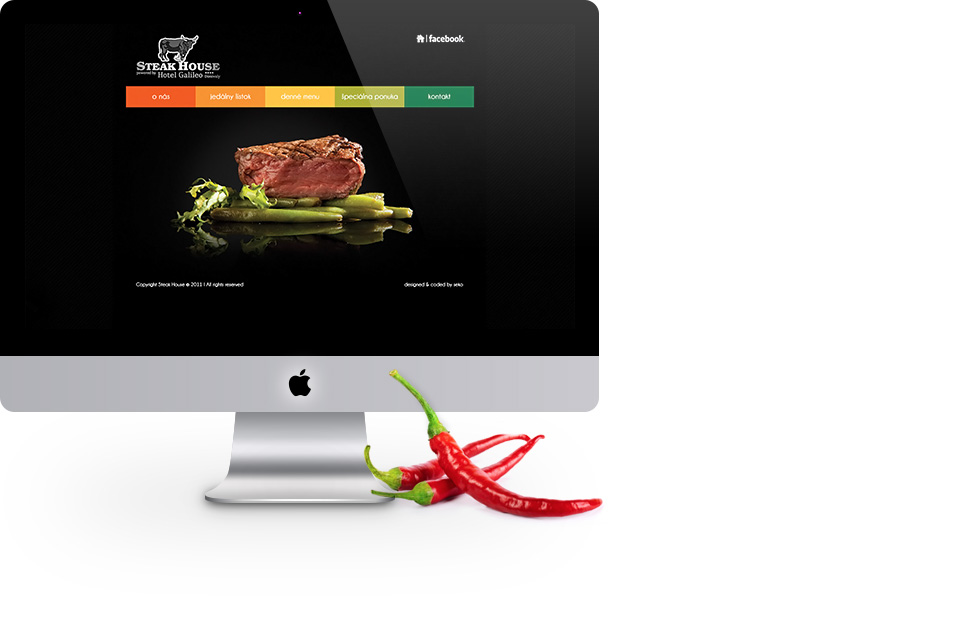 facebook.
STEAK HOUSE
powered by Hotel Galileo
o nás
jedálny lístok
denné menu
špeciálna ponuka
kontakt
Copyright Steak House © 2011 | All rights reserved
designed & coded by seko